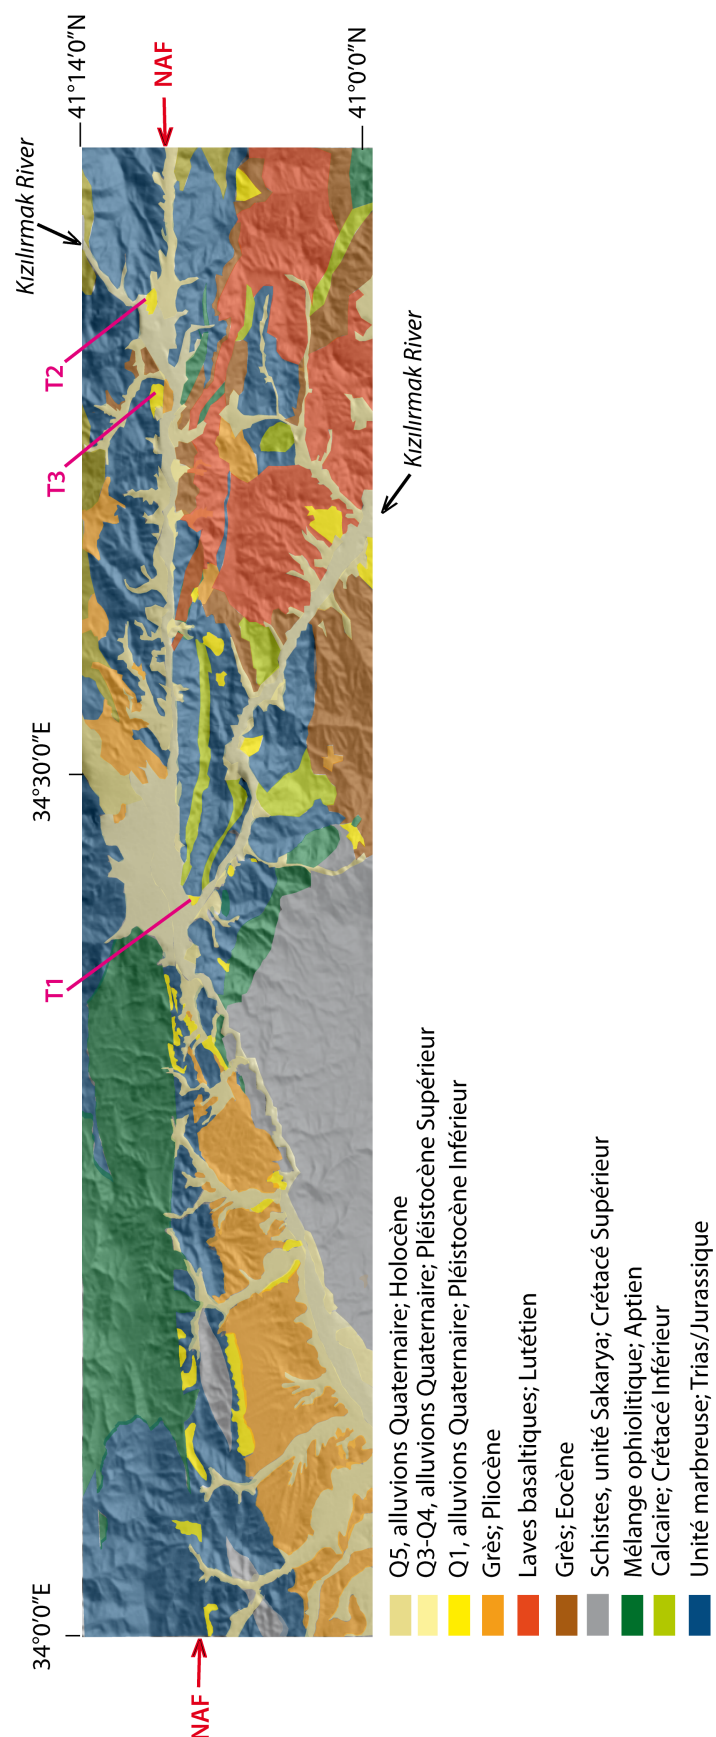 34°0’0’’E
34°30’0’’E
41°14’0’’N
41°0’0’’N
NAF
NAF
Kızılırmak River
Kızılırmak River
T1
T3
T2
Q5, alluvions Quaternaire; Holocène
Q3-Q4, alluvions Quaternaire; Pléistocène Supérieur
Q1, alluvions Quaternaire; Pléistocène Inférieur
Grès; Pliocène
Laves basaltiques; Lutétien
Grès; Eocène
Schistes, unité Sakarya; Crétacé Supérieur
Mélange ophiolitique; Aptien
Calcaire; Crétacé Inférieur
Unité marbreuse; Trias/Jurassique